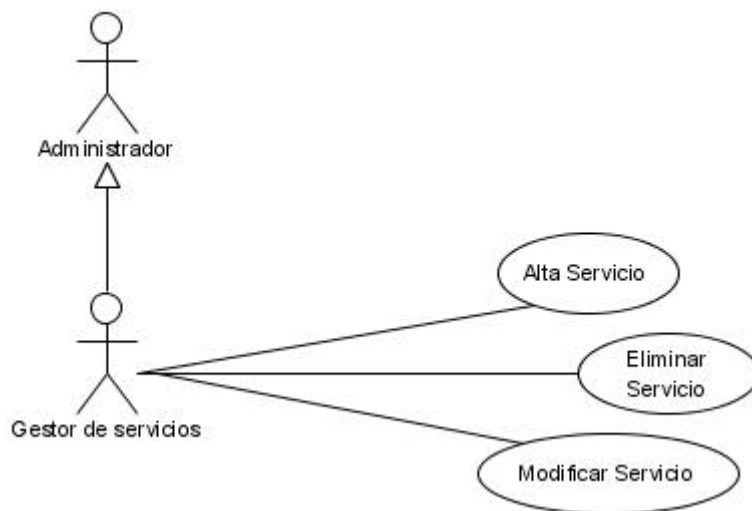 Administrador
Alta Servicio
Eliminar
Servicio
Gestor de servicios
Modificar Servicio